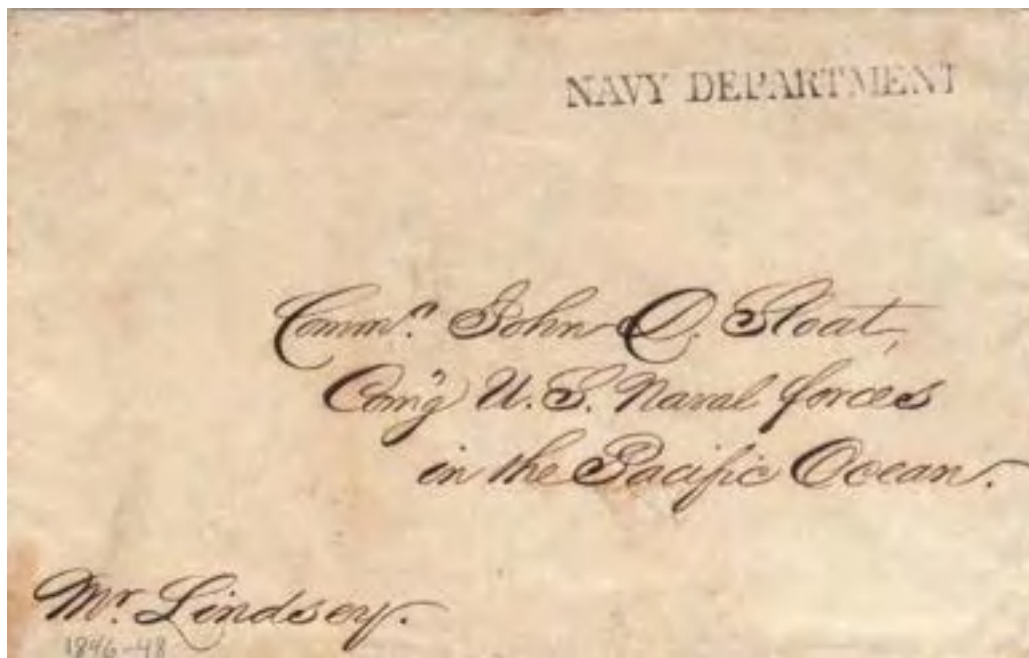 NAVY DEPARTMENT
Comm.r John D. Sloat,
Com'g U.S. Naval forces
in the Pacific Ocean.
Mr. Lindsey.
1846-48